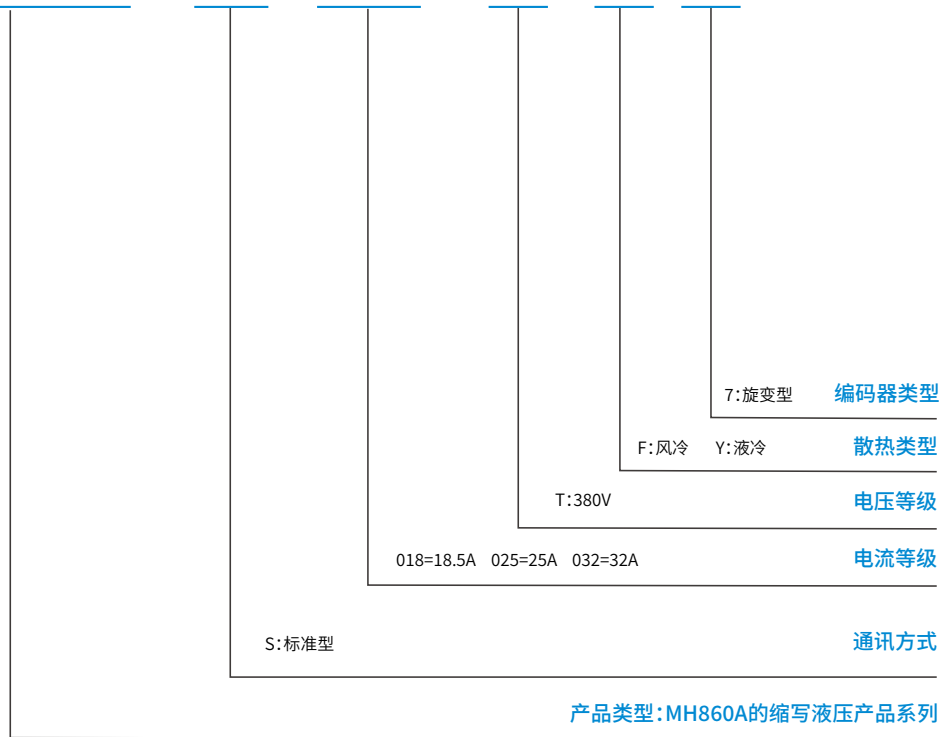 7:旋变型 编码器类型
F:风冷 Y:液冷 散热类型
T:380V 电压等级
018=18.5A 025=25A 032=32A 电流等级
S:标准型 通讯方式
产品类型:MH860A的缩写液压产品系列